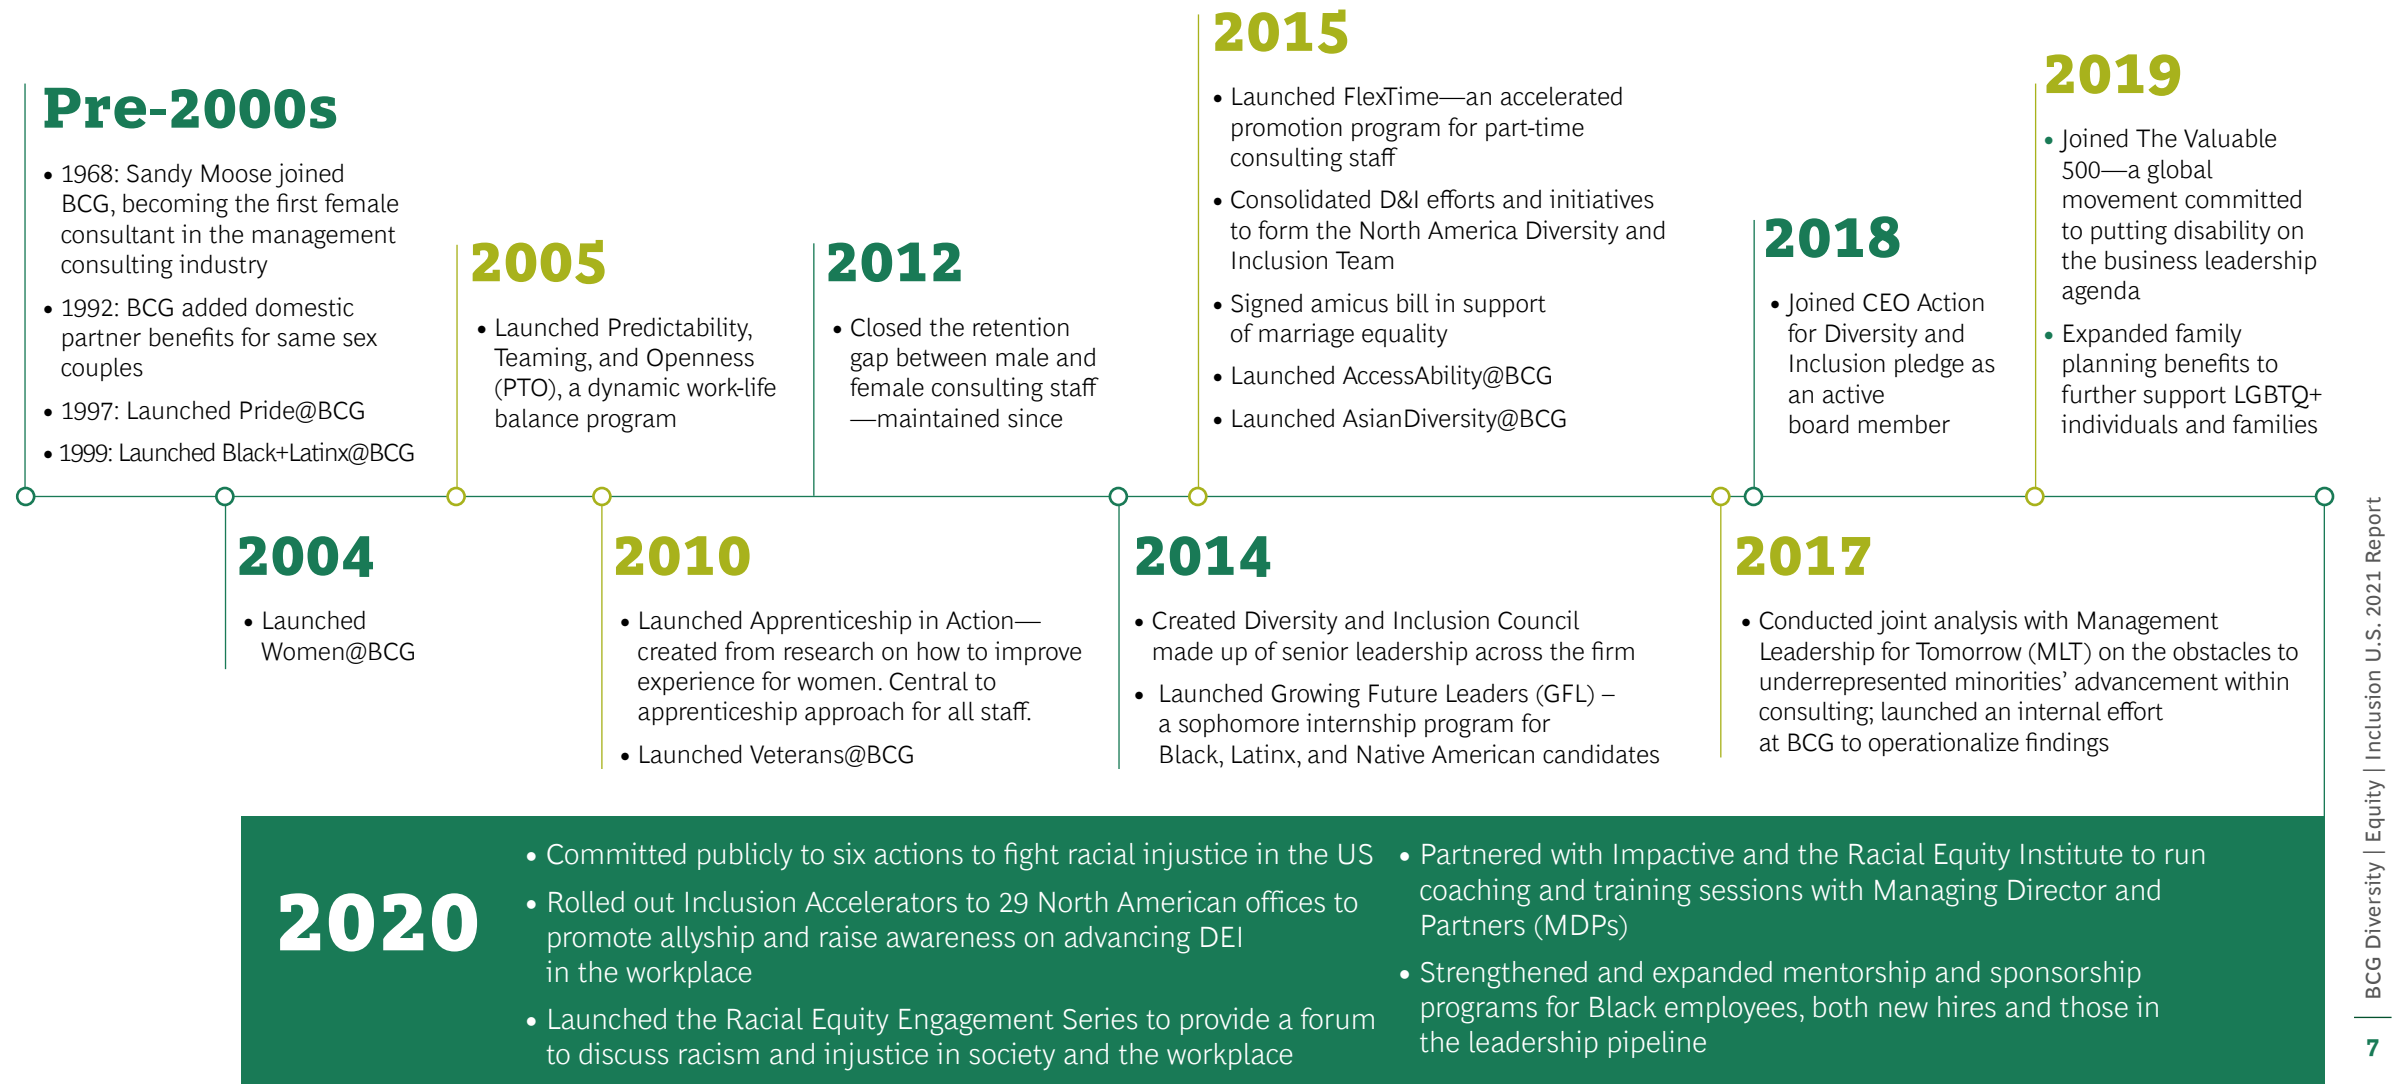 Pre-2000s
• 1968: Sandy Moose joined
BCG, becoming the first female
consultant in the management
consulting industry
• 1992: BCG added domestic
partner benefits for same sex
couples
• 1997: Launched Pride@BCG
• 1999: Launched Black+Latinx@BCG
2004
• Launched
Women@BCG
2005
• Launched Predictability,
Teaming, and Openness
(PTO), a dynamic work-life
balance program
2010
• Launched Apprenticeship in Action—
created from research on how to improve
experience for women. Central to
apprenticeship approach for all staff.
• Launched Veterans@BCG
2012
• Closed the retention
gap between male and
female consulting staff
—maintained since
2014
• Created Diversity and Inclusion Council
made up of senior leadership across the firm
• Launched Growing Future Leaders (GFL) –
a sophomore internship program for
Black, Latinx, and Native American candidates
2015
• Launched FlexTime—an accelerated
promotion program for part-time
consulting staff
• Consolidated D&I efforts and initiatives
to form the North America Diversity and
Inclusion Team
• Signed amicus bill in support
of marriage equality
• Launched AccessAbility@BCG
• Launched AsianDiversity@BCG
2017
• Conducted joint analysis with Management
Leadership for Tomorrow (MLT) on the obstacles to
underrepresented minorities’ advancement within
consulting; launched an internal effort
at BCG to operationalize findings
2018
• Joined CEO Action
for Diversity and
Inclusion pledge as
an active
board member
2019
• Joined The Valuable
500—a global
movement committed
to putting disability on
the business leadership
agenda
• Expanded family
planning benefits to
further support LGBTQ+
individuals and families
2020
• Committed publicly to six actions to fight racial injustice in the US
• Rolled out Inclusion Accelerators to 29 North American offices to
promote allyship and raise awareness on advancing DEI
in the workplace
• Launched the Racial Equity Engagement Series to provide a forum
to discuss racism and injustice in society and the workplace
• Partnered with Impactive and the Racial Equity Institute to run
coaching and training sessions with Managing Director and
Partners (MDPs)
• Strengthened and expanded mentorship and sponsorship
programs for Black employees, both new hires and those in
the leadership pipeline
BCG Diversity | Equity | Inclusion U.S. 2021 Report
7